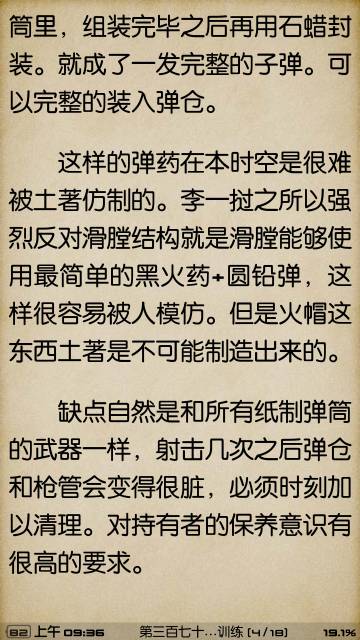 筒里，组装完毕之后再用石蜡封
装。就成了一发完整的子弹。可
以完整的装入弹仓。
这样的弹药在本时空是很难
被土著仿制的。李一挝之所以强
烈反对滑膛结构就是滑膛能够使
用最简单的黑火药+圆铅弹，这
样很容易被人模仿。但是火帽这
东西土著是不可能制造出来的。
缺点自然是和所有纸制弹筒
的武器一样，射击几次之后弹仓
和枪管会变得很脏，必须时刻加
以清理。对持有者的保养意识有
很高的要求。
82 上午 09:36 第三百七十...训练 (4/18) 19.1%